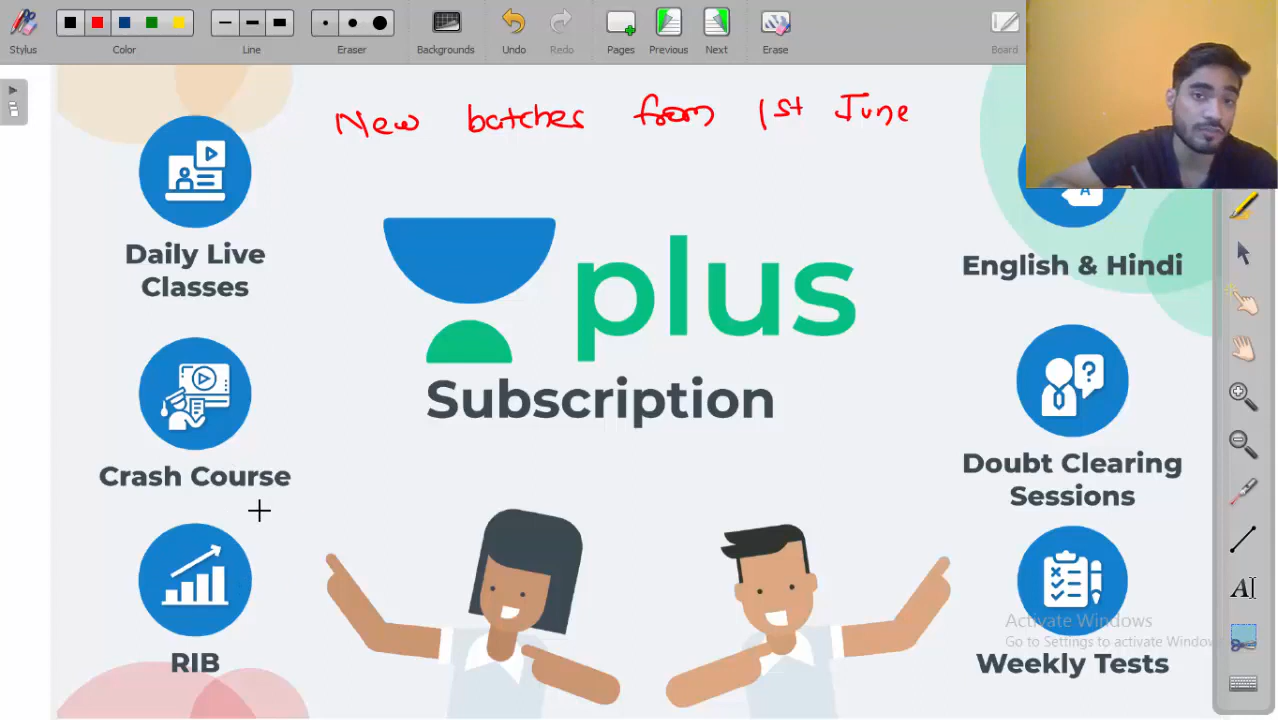 Stylus
Color
Line
Eraser
Backgrounds
Undo
Redo
Pages
Previous
Next
Erase
Board
New batches from 1st June
Daily Live
Classes
Crash Course
RIB
plus
Subscription
A
English & Hindi
?
Doubt Clearing
Sessions
Weekly Tests
Activate Windows
Go to Settings to activate Window
A